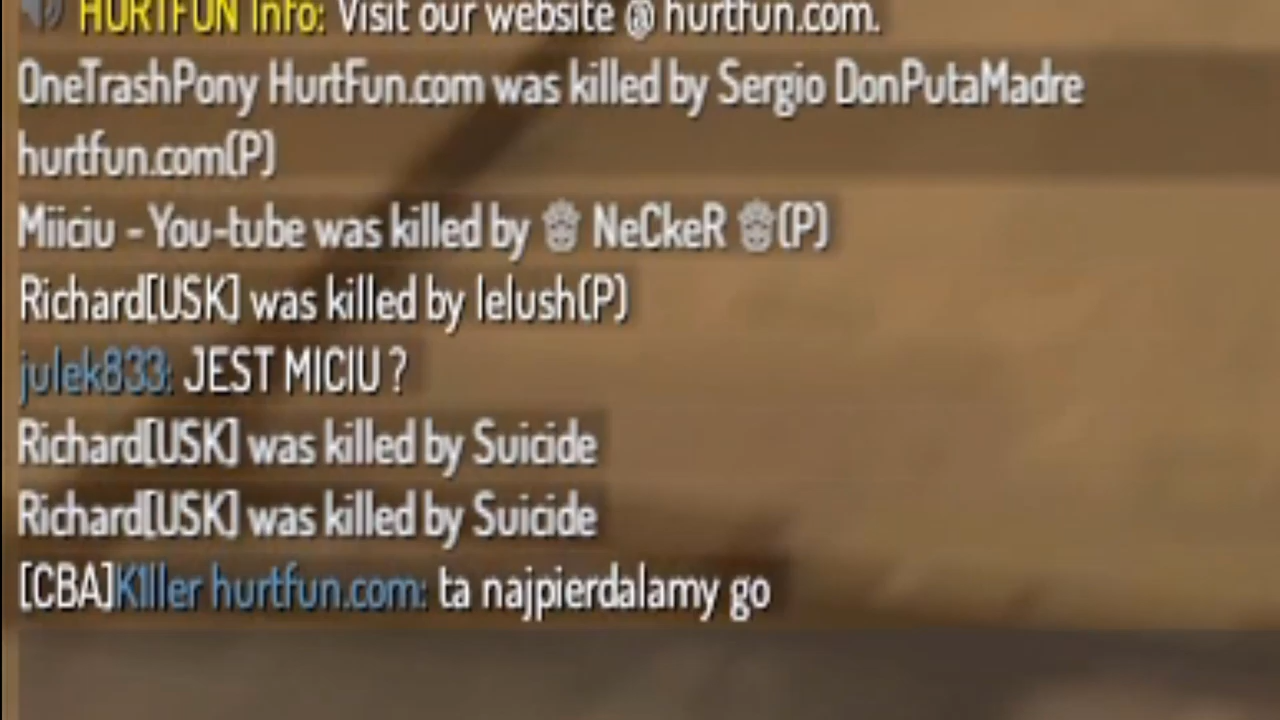 HURTFUN Info: Visit our website @ hurtfun.com.
OneTrashPony HurtFun.com was killed by Sergio DonPutaMadre
hurtfun.com(P)
Miiciu - You-tube was killed by NeCkeR (P)
Richard[USK] was killed by lelush(P)
julek833: JEST MICIU ?
Richard[USK] was killed by Suicide
Richard[USK] was killed by Suicide
[CBA]K1ller hurtfun.com: ta najpierdalamy go